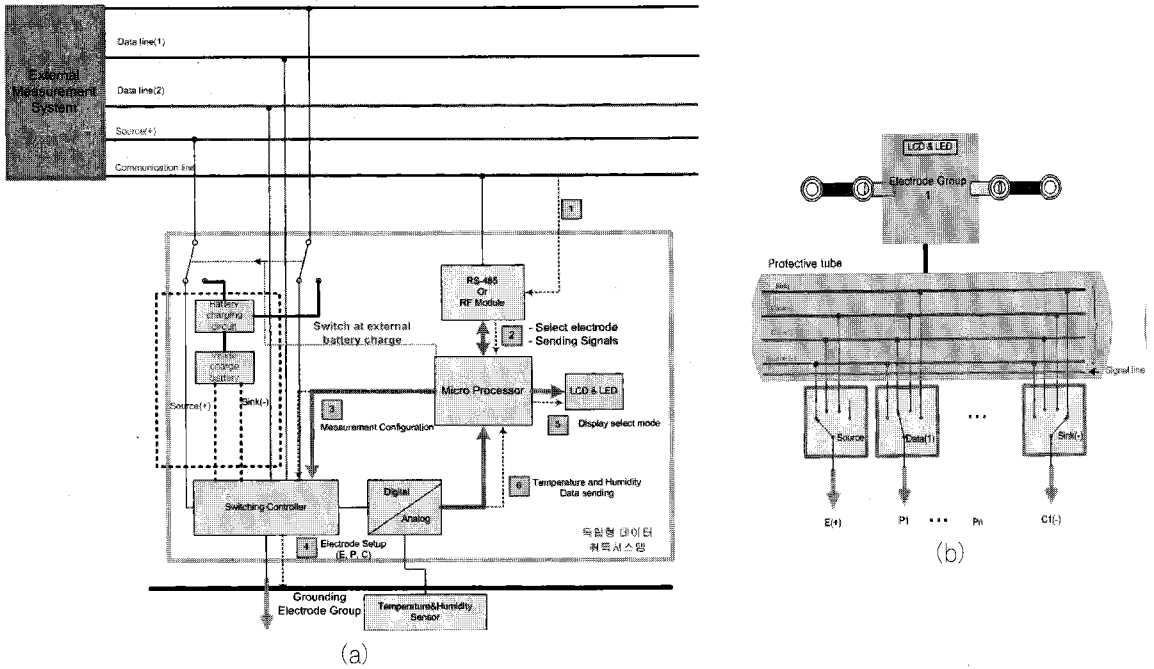 External
Measurement
System
Data line(1)
Data line(2)
Source(+)
Communication line
1
RS-485
Or
RF Module
Battery
charging
circuit
Switch at external
battery charge
2
- Select electrode
- Sending Signals
charge
battery
Source(+)
Sink(-)
Micro Processor
LCD & LED
3
Measurement Configuration
5
Display select mode
6
Temperature and Humidity
Data sending
Switching Controller
Digital
Analog
4
Electrode Setup
(E, P, C)
독립형 데이터
취득시스템
Grounding
Electrode Group
Temperature&Humidity
Sensor
(a)
LCD & LED
Electrode Group
1
Protective tube
Signal line
Source
Data(1)
...
Sink(-)
E(+)
P1
...
Pn
C1(-)
(b)